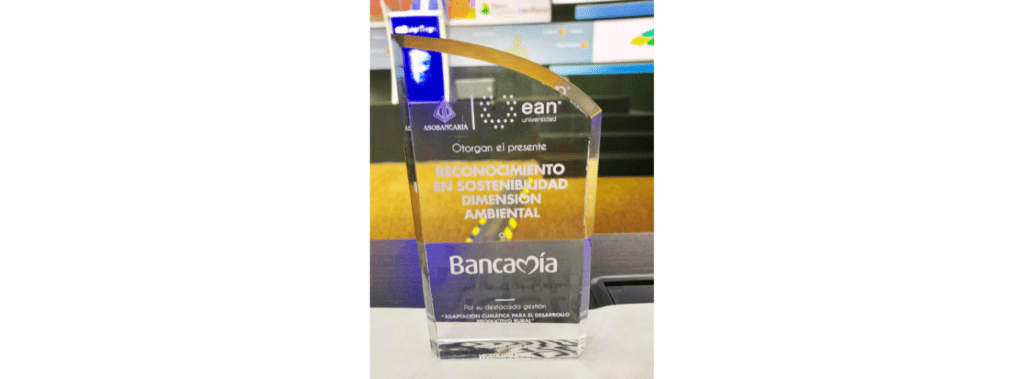 ASOBANCARIA
ean
universidad
Otorgan el presente
RECONOCIMIENTO
EN SOSTENIBILIDAD
DIMENSIÓN
AMBIENTAL
a
Bancamía
Por su destacada gestión
"ADAPTACIÓN CLIMÁTICA PARA EL DESARROLLO
PRODUCTIVO RURAL"